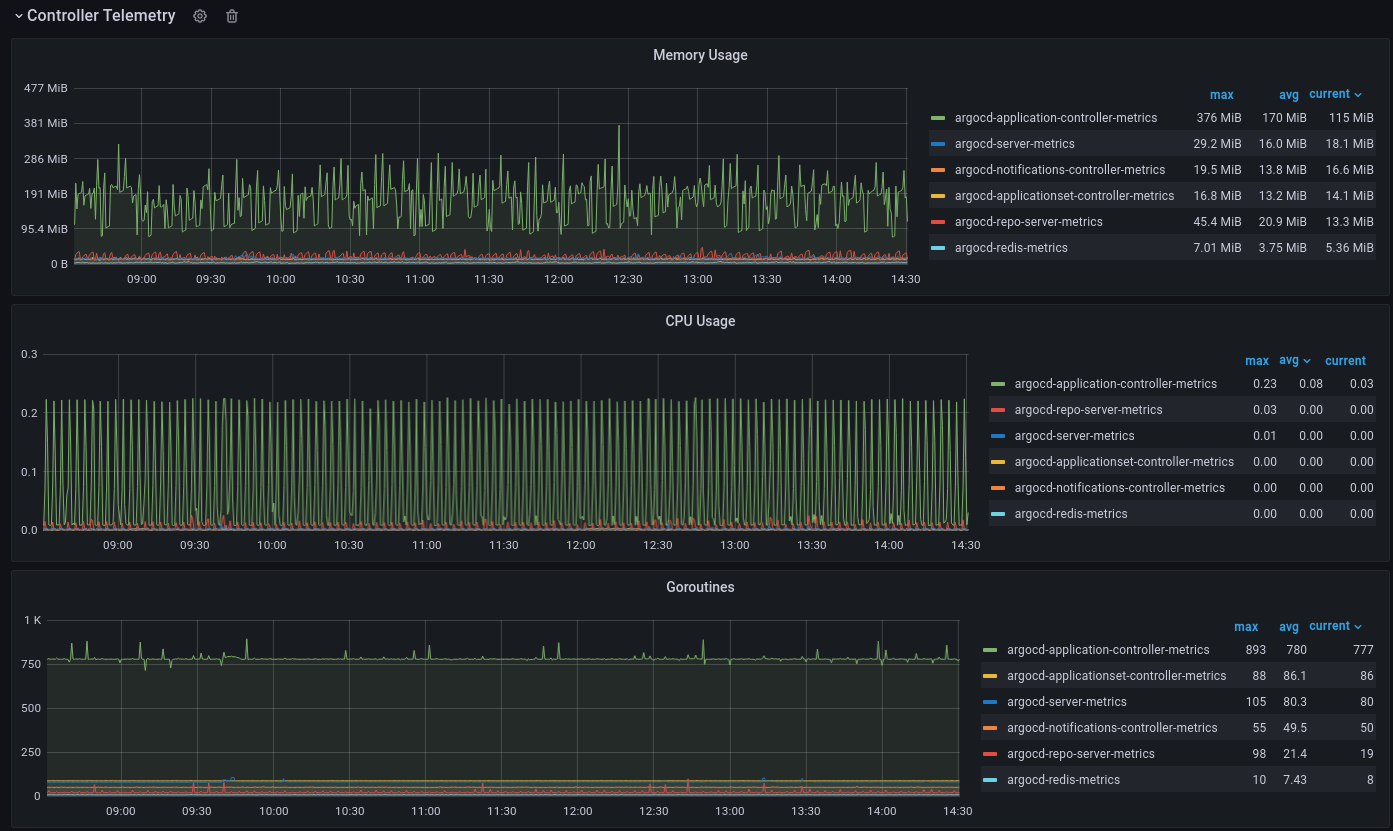 Controller Telemetry
Memory Usage
477 MiB
381 MiB
286 MiB
191 MiB
95.4 MiB
0 B
09:00 09:30 10:00 10:30 11:00 11:30 12:00 12:30 13:00 13:30 14:00 14:30
max avg current
argocd-application-controller-metrics 376 MiB 170 MiB 115 MiB
argocd-server-metrics 29.2 MiB 16.0 MiB 18.1 MiB
argocd-notifications-controller-metrics 19.5 MiB 13.8 MiB 16.6 MiB
argocd-applicationset-controller-metrics 16.8 MiB 13.2 MiB 14.1 MiB
argocd-repo-server-metrics 45.4 MiB 20.9 MiB 13.3 MiB
argocd-redis-metrics 7.01 MiB 3.75 MiB 5.36 MiB
CPU Usage
0.3
0.2
0.1
0.0
09:00 09:30 10:00 10:30 11:00 11:30 12:00 12:30 13:00 13:30 14:00 14:30
max avg current
argocd-application-controller-metrics 0.23 0.08 0.03
argocd-repo-server-metrics 0.03 0.00 0.00
argocd-server-metrics 0.01 0.00 0.00
argocd-applicationset-controller-metrics 0.00 0.00 0.00
argocd-notifications-controller-metrics 0.00 0.00 0.00
argocd-redis-metrics 0.00 0.00 0.00
Goroutines
1 K
750
500
250
0
09:00 09:30 10:00 10:30 11:00 11:30 12:00 12:30 13:00 13:30 14:00 14:30
max avg current
argocd-application-controller-metrics 893 780 777
argocd-applicationset-controller-metrics 88 86.1 86
argocd-server-metrics 105 80.3 80
argocd-notifications-controller-metrics 55 49.5 50
argocd-repo-server-metrics 98 21.4 19
argocd-redis-metrics 10 7.43 8